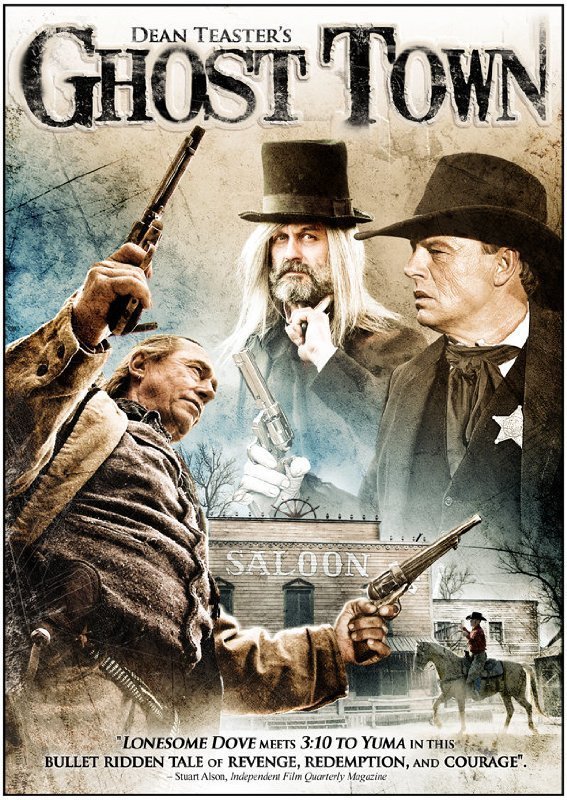 DEAN TEASTER'S
GHOST TOWN
SALOON
"LONESOME DOVE MEETS 3:10 TO YUMA IN THIS
BULLET RIDDEN TALE OF REVENGE, REDEMPTION, AND COURAGE".
– Stuart Alson, Independent Film Quarterly Magazine